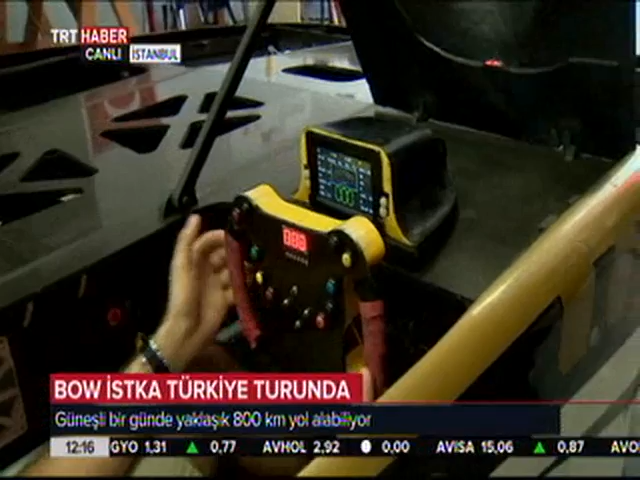 TRT HABER
CANLI İSTANBUL
BOW İSTKA TÜRKİYE TURUNDA
Güneşli bir günde yaklaşık 800 km yol alabiliyor
12:16 GYO 1,31 ▲ 0,77 AVHOL 2,92 ● 0,00 AVISA 15,06 ▲ 0,87 AVO